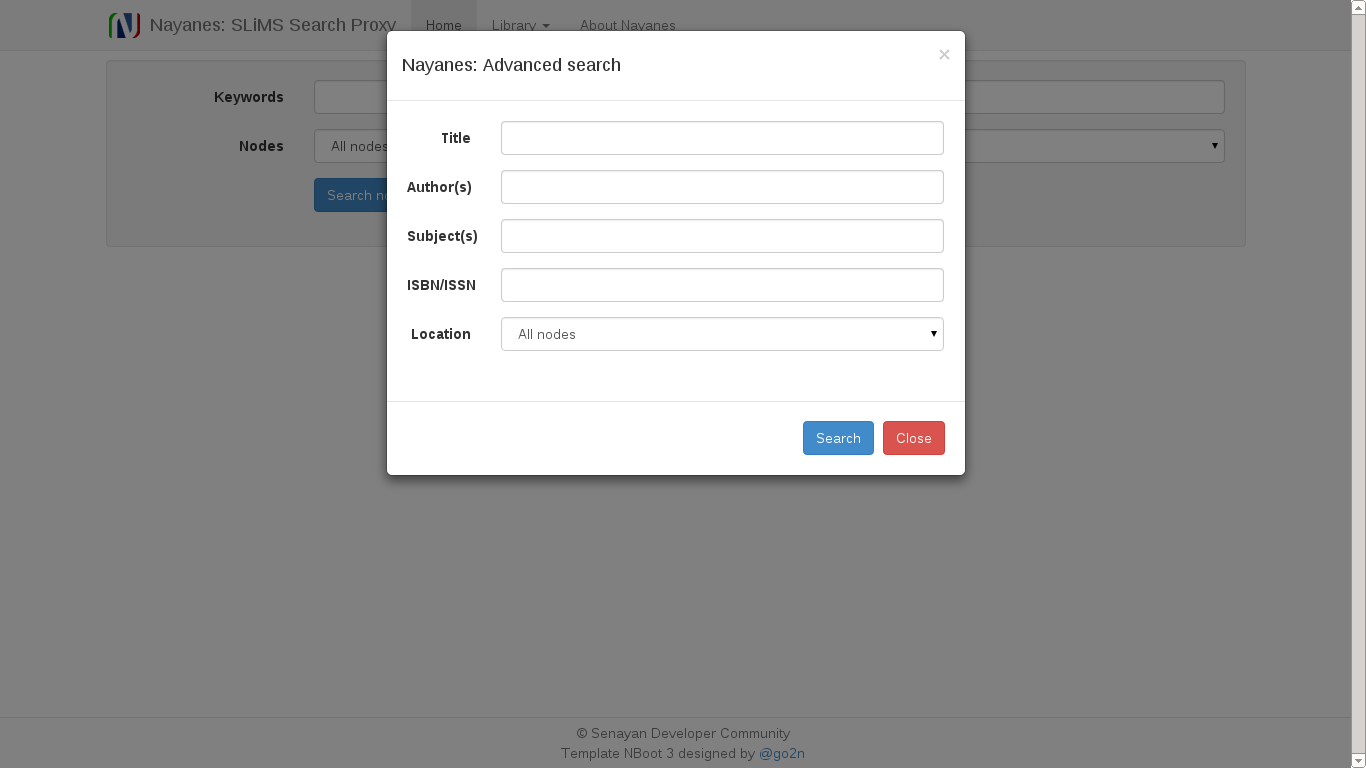 Nayanes: SLiMS Search Proxy Home Library About Nayanes
Nayanes: Advanced search ×
Keywords
Nodes All nodes
Search
Title
Author(s)
Subject(s)
ISBN/ISSN
Location All nodes
Search Close
© Senayan Developer Community
Template NBoot 3 designed by @go2n